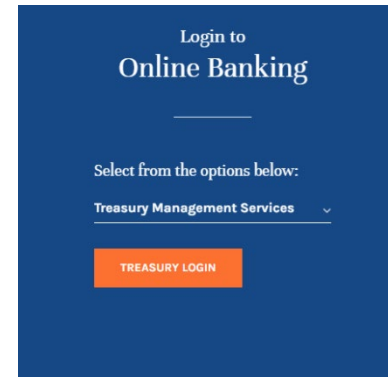 Login to
Online Banking
Select from the options below:
Treasury Management Services
TREASURY LOGIN